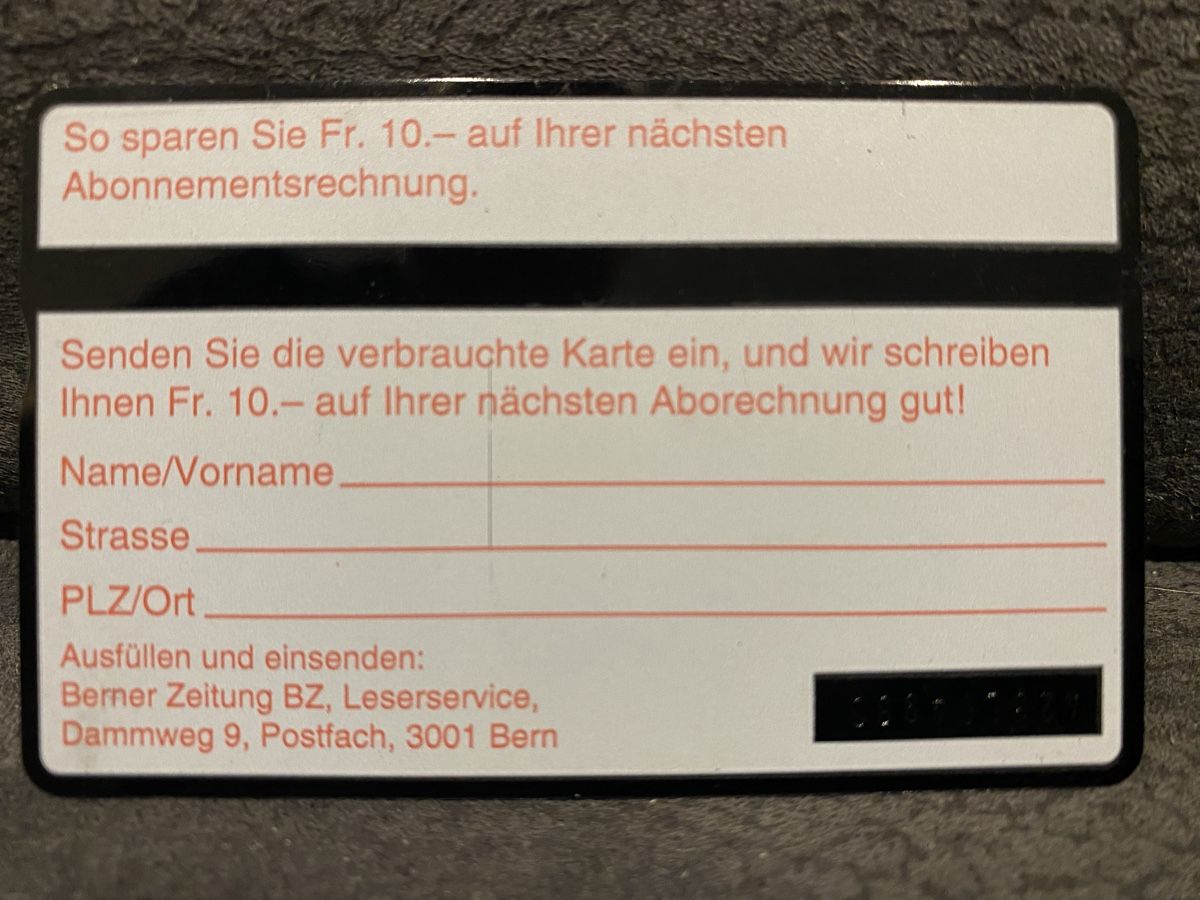 So sparen Sie Fr. 10.– auf Ihrer nächsten
Abonnementsrechnung.
Senden Sie die verbrauchte Karte ein, und wir schreiben
Ihnen Fr. 10.– auf Ihrer nächsten Aborechnung gut!
Name/Vorname
Strasse
PLZ/Ort
Ausfüllen und einsenden:
Berner Zeitung BZ, Leserservice,
Dammweg 9, Postfach, 3001 Bern